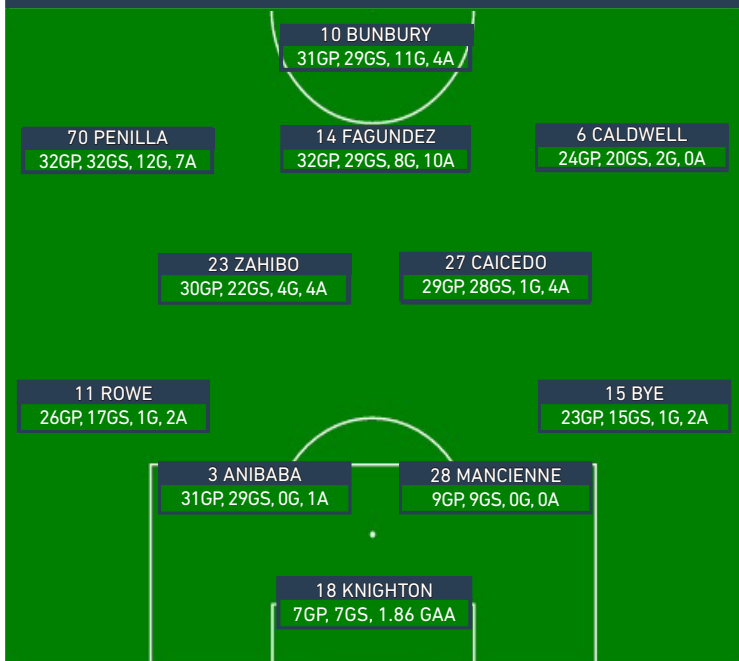 10 BUNBURY
31GP, 29GS, 11G, 4A
70 PENILLA
32GP, 32GS, 12G, 7A
14 FAGUNDEZ
32GP, 29GS, 8G, 10A
6 CALDWELL
24GP, 20GS, 2G, 0A
23 ZAHIBO
30GP, 22GS, 4G, 4A
27 CAICEDO
29GP, 28GS, 1G, 4A
11 ROWE
26GP, 17GS, 1G, 2A
15 BYE
23GP, 15GS, 1G, 2A
3 ANIBABA
31GP, 29GS, 0G, 1A
28 MANCIENNE
9GP, 9GS, 0G, 0A
18 KNIGHTON
7GP, 7GS, 1.86 GAA